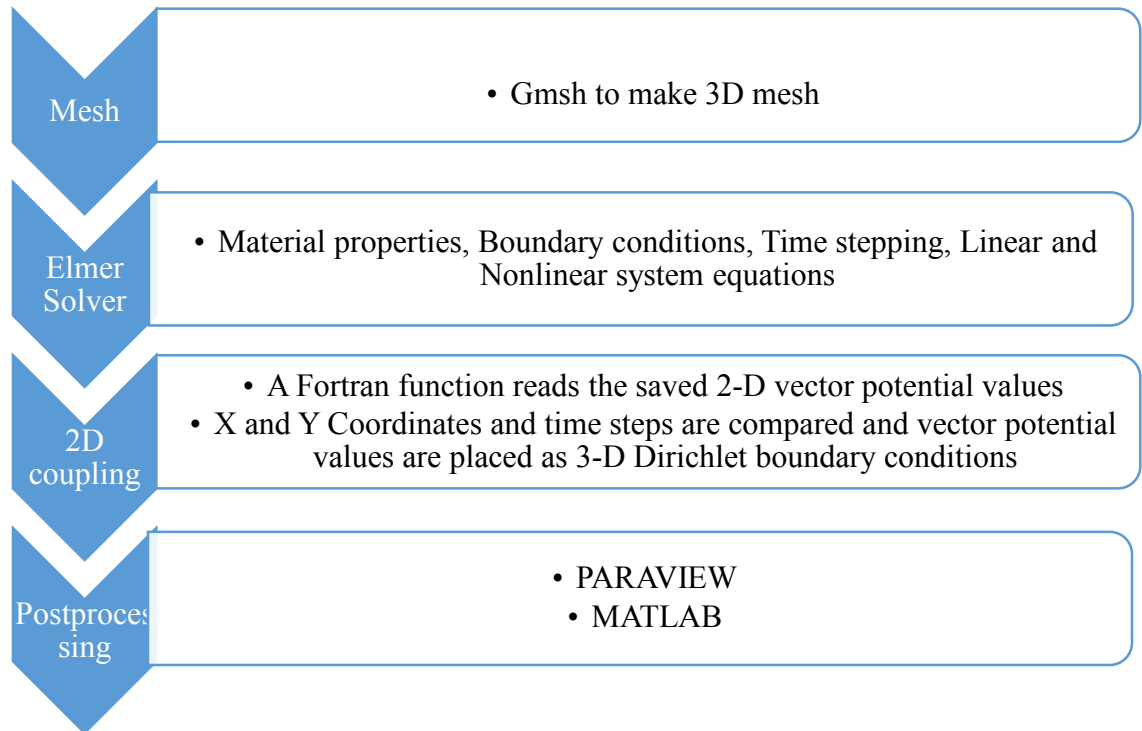 Mesh
• Gmsh to make 3D mesh
Elmer
Solver
• Material properties, Boundary conditions, Time stepping, Linear and
Nonlinear system equations
2D
coupling
• A Fortran function reads the saved 2-D vector potential values
• X and Y Coordinates and time steps are compared and vector potential
values are placed as 3-D Dirichlet boundary conditions
Postproces
sing
• PARAVIEW
• MATLAB